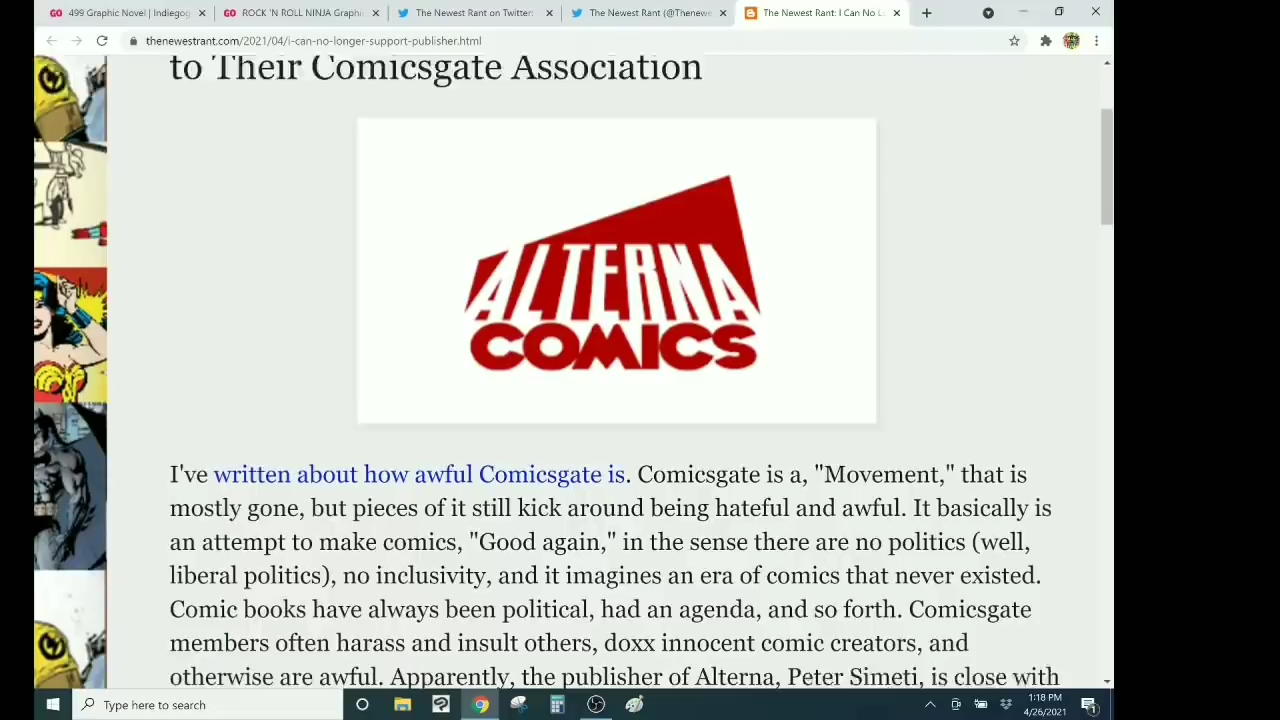 499 Graphic Novel | Indiegog
ROCK 'N ROLL NINJA Graphi
The Newest Rant on Twitter:
The Newest Rant (@Thenewe
The Newest Rant: I Can No L
thenewestrant.com/2021/04/i-can-no-longer-support-publisher.html
to Their Comicsgate Association
ALTERNA
COMICS
I've written about how awful Comicsgate is. Comicsgate is a, "Movement," that is
mostly gone, but pieces of it still kick around being hateful and awful. It basically is
an attempt to make comics, "Good again," in the sense there are no politics (well,
liberal politics), no inclusivity, and it imagines an era of comics that never existed.
Comic books have always been political, had an agenda, and so forth. Comicsgate
members often harass and insult others, doxx innocent comic creators, and
otherwise are awful. Apparently, the publisher of Alterna, Peter Simeti, is close with
Type here to search
1:18 PM
4/26/2021